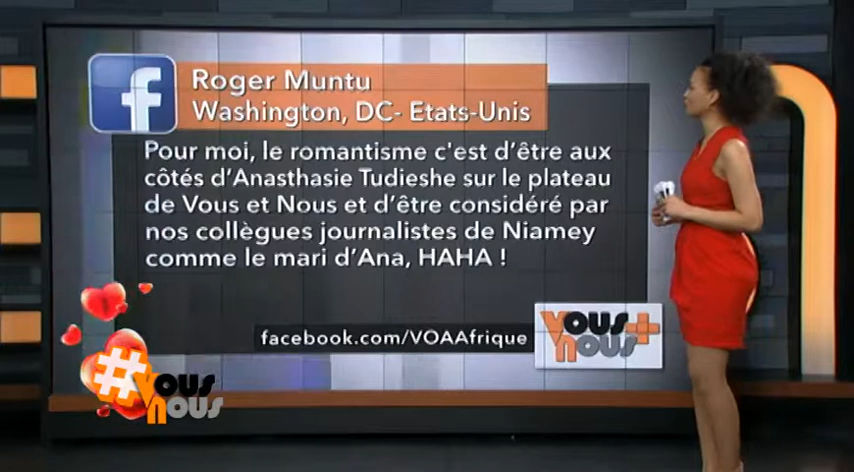 Roger Muntu
Washington, DC- Etats-Unis
Pour moi, le romantisme c'est d'être aux
côtés d'Anasthasie Tudieshe sur le plateau
de Vous et Nous et d'être considéré par
nos collègues journalistes de Niamey
comme le mari d'Ana, HAHA !
facebook.com/VOAAfrique
vous+
nous
#vous
nous